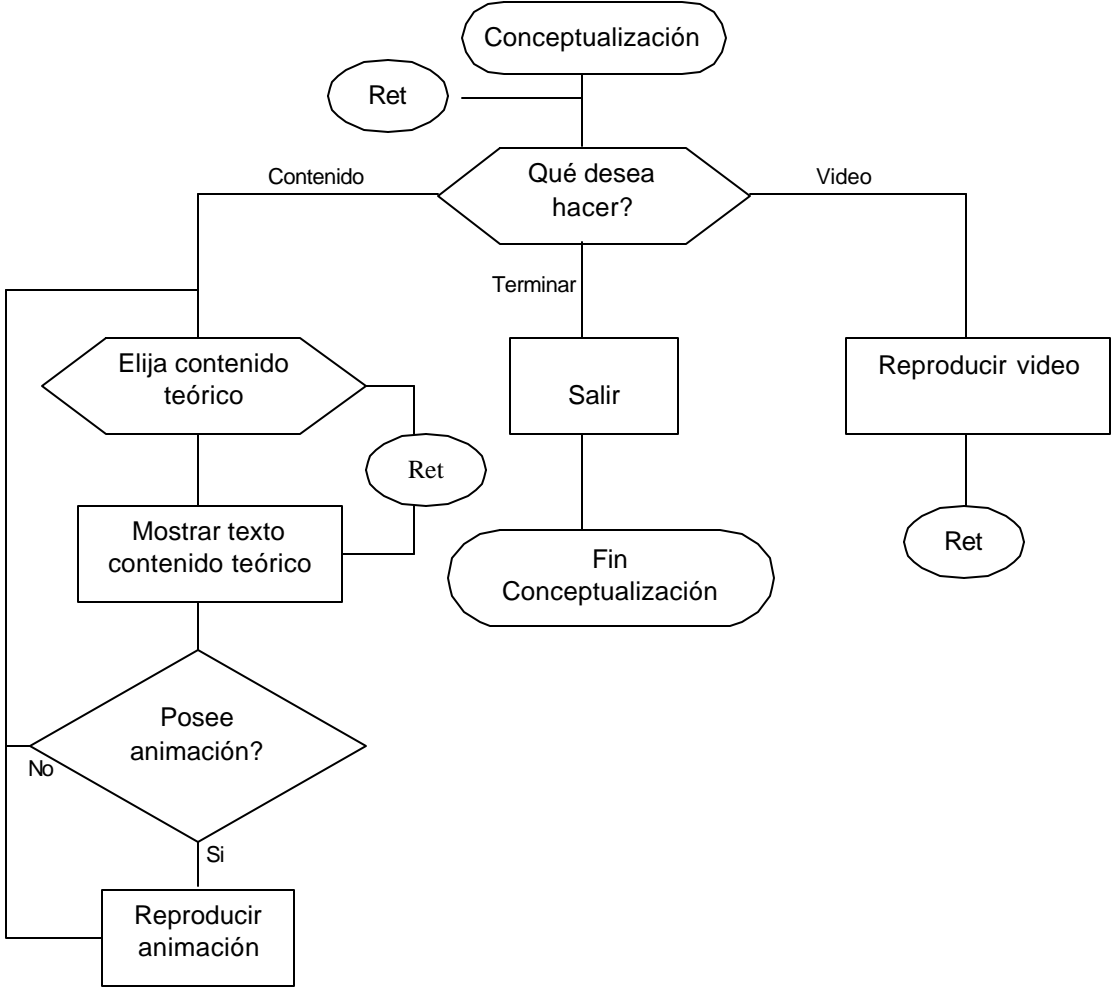 Conceptualización
Ret
Contenido
Qué desea
hacer?
Video
Terminar
Elija contenido
teórico
Salir
Reproducir video
Ret
Mostrar texto
contenido teórico
Fin
Conceptualización
Ret
Posee
animación?
No
Si
Reproducir
animación